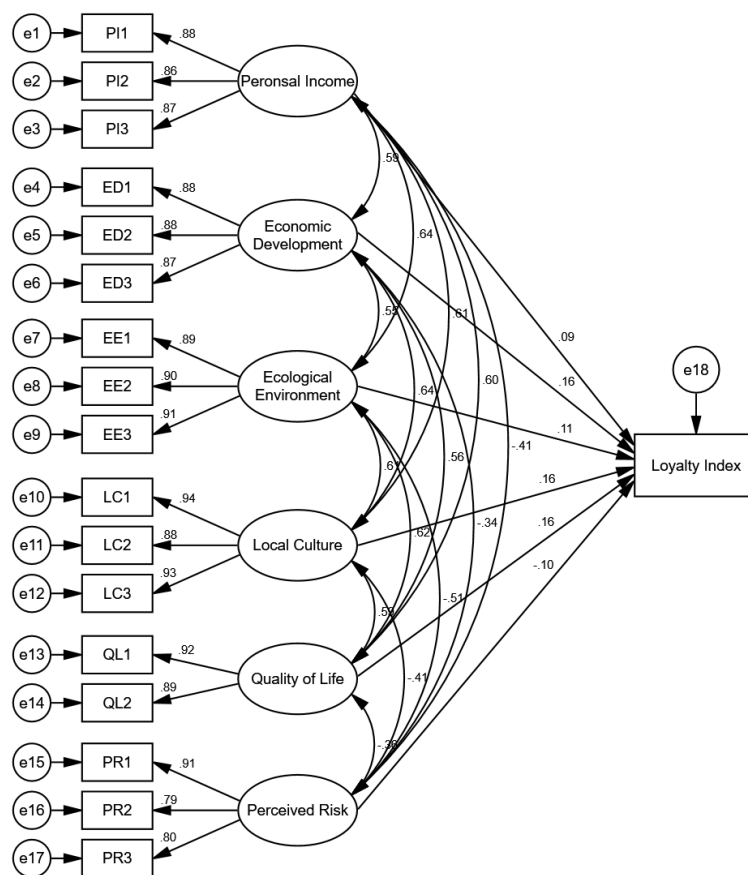 e1 PI1 .88
e2 PI2 .86
e3 PI3 .87
Peronsal Income
e4 ED1 .88
e5 ED2 .88
e6 ED3 .87
Economic
Development
e7 EE1 .89
e8 EE2 .90
e9 EE3 .91
Ecological
Environment
e10 LC1 .94
e11 LC2 .88
e12 LC3 .93
Local Culture
e13 QL1 .92
e14 QL2 .89
Quality of Life
e15 PR1 .91
e16 PR2 .79
e17 PR3 .80
Perceived Risk
.59
.64
.61
.60
-.41
.55
.64
.56
-.34
.61
.62
-.51
-.41
.09
.16
.11
.16
.16
-.10
e18
Loyalty Index